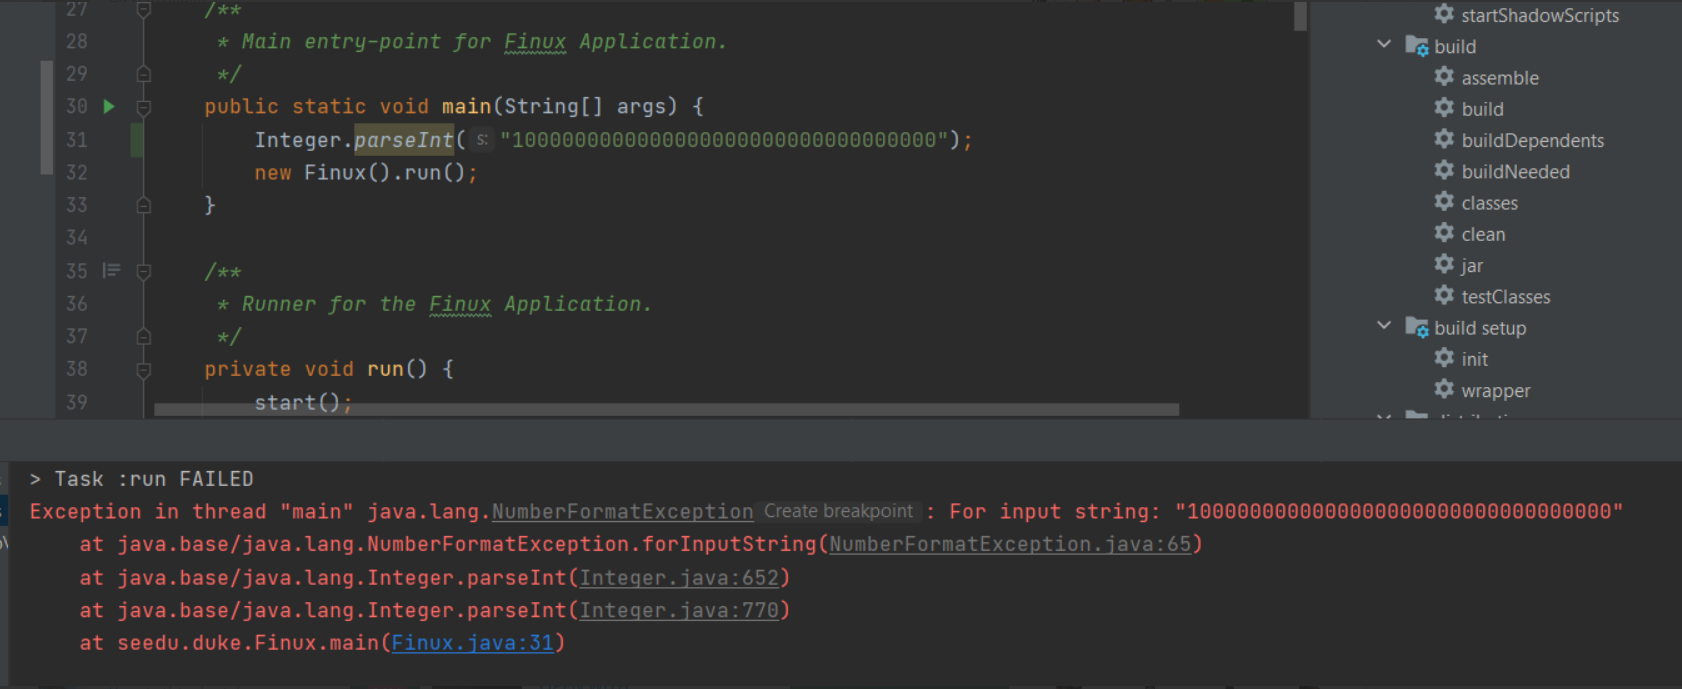 27 /**
28 * Main entry-point for Finux Application.
29 */
30 public static void main(String[] args) {
31 Integer.parseInt( s: "1000000000000000000000000000000000");
32 new Finux().run();
33 }
34
35 /**
36 * Runner for the Finux Application.
37 */
38 private void run() {
39 start();
startShadowScripts
build
assemble
build
buildDependents
buildNeeded
classes
clean
jar
testClasses
build setup
init
wrapper
> Task :run FAILED
Exception in thread "main" java.lang.NumberFormatException Create breakpoint : For input string: "1000000000000000000000000000000000"
at java.base/java.lang.NumberFormatException.forInputString(NumberFormatException.java:65)
at java.base/java.lang.Integer.parseInt(Integer.java:652)
at java.base/java.lang.Integer.parseInt(Integer.java:770)
at seedu.duke.Finux.main(Finux.java:31)